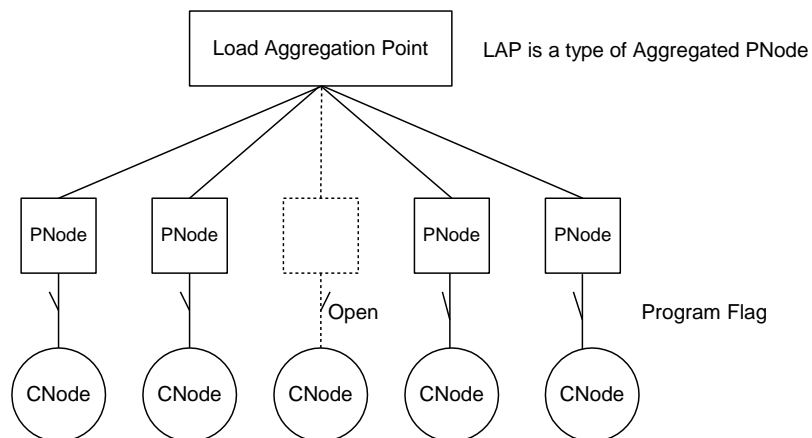 Load Aggregation Point
LAP is a type of Aggregated PNode
PNode
PNode
PNode
PNode
Open
Program Flag
CNode
CNode
CNode
CNode
CNode